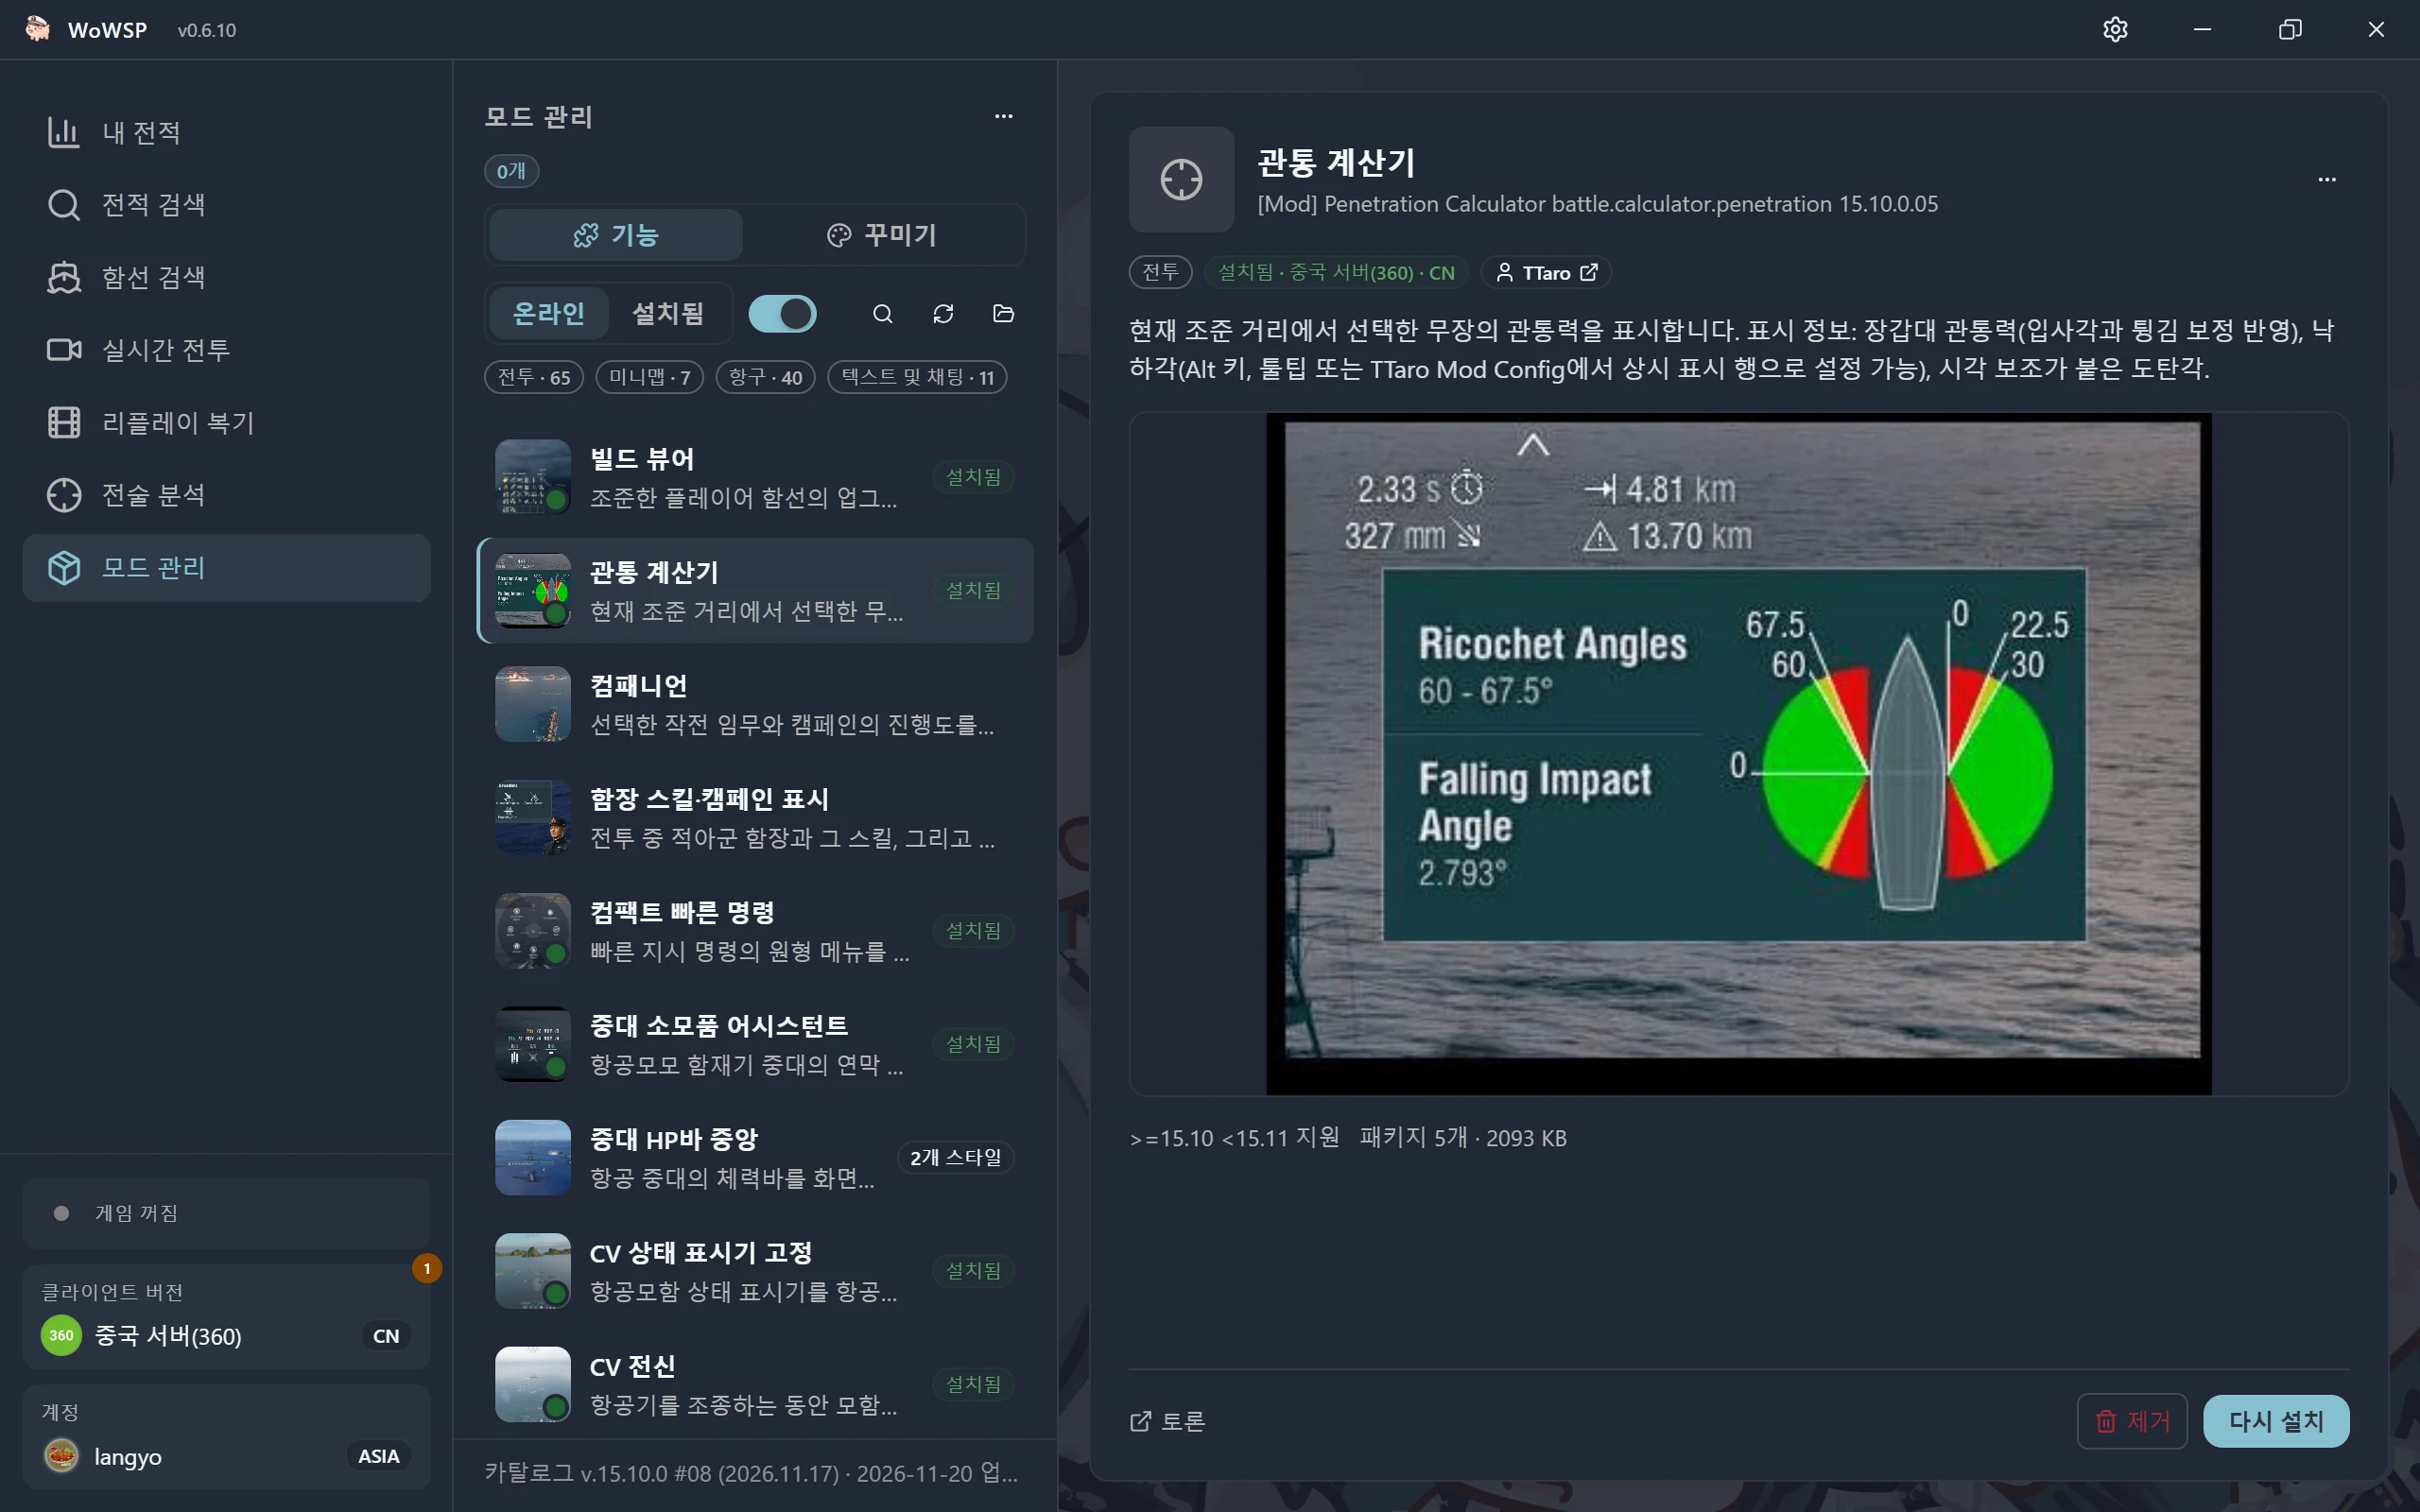 WoWSP v0.6.10
내 전적
전적 검색
함선 검색
실시간 전투
리플레이 복기
전술 분석
모드 관리
게임 꺼짐
1
클라이언트 버전
360 중국 서버(360) CN
계정
langyo ASIA
모드 관리
0개
기능 꾸미기
온라인 설치됨
전투 · 65 미니맵 · 7 항구 · 40 텍스트 및 채팅 · 11
빌드 뷰어
조준한 플레이어 함선의 업그...
설치됨
관통 계산기
현재 조준 거리에서 선택한 무...
설치됨
컴패니언
선택한 작전 임무와 캠페인의 진행도를...
함장 스킬·캠페인 표시
전투 중 적아군 함장과 그 스킬, 그리고 ...
컴팩트 빠른 명령
빠른 지시 명령의 원형 메뉴를 ...
설치됨
중대 소모품 어시스턴트
항공모모 함재기 중대의 연막 ...
설치됨
중대 HP바 중앙
항공 중대의 체력바를 화면...
2개 스타일
CV 상태 표시기 고정
항공모함 상태 표시기를 항공...
설치됨
CV 전신
항공기를 조종하는 동안 모함...
설치됨
카탈로그 v.15.10.0 #08 (2026.11.17) · 2026-11-20 업...
관통 계산기
[Mod] Penetration Calculator battle.calculator.penetration 15.10.0.05
전투 설치됨 · 중국 서버(360) · CN TTaro
현재 조준 거리에서 선택한 무장의 관통력을 표시합니다. 표시 정보: 장갑대 관통력(입사각과 튕김 보정 반영), 낙
하각(Alt 키, 툴팁 또는 TTaro Mod Config에서 상시 표시 행으로 설정 가능), 시각 보조가 붙은 도탄각.
2.33 s 4.81 km
327 mm 13.70 km
Ricochet Angles
60 - 67.5°
Falling Impact
Angle
2.793°
67.5 0 22.5
60 30
0
>=15.10 <15.11 지원 패키지 5개 · 2093 KB
토론 제거 다시 설치